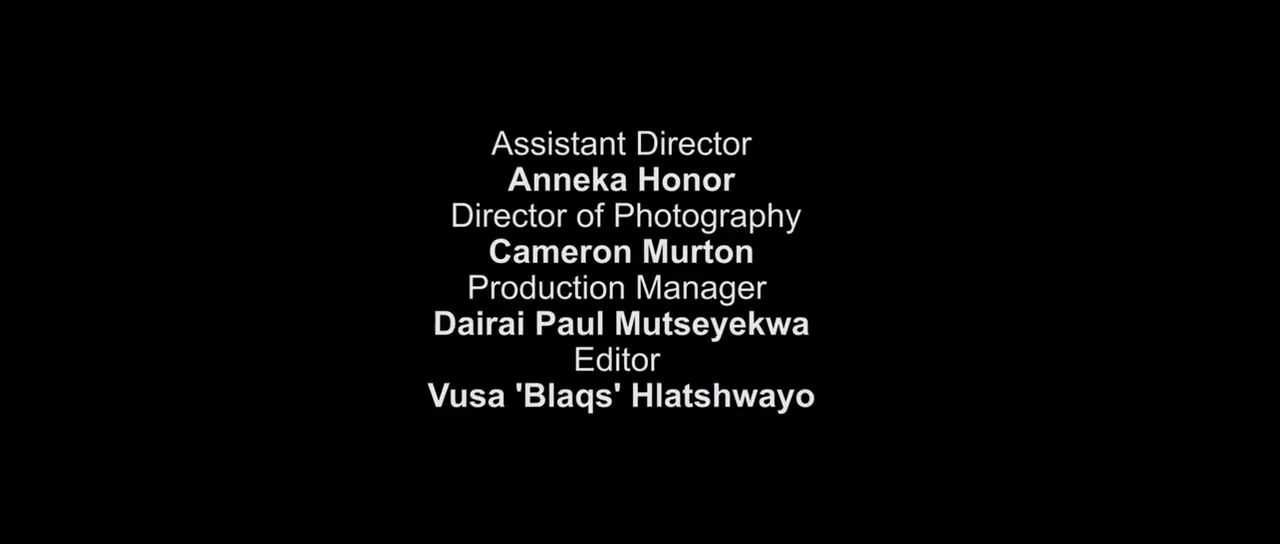 Assistant Director
Anneka Honor
Director of Photography
Cameron Murton
Production Manager
Dairai Paul Mutseyekwa
Editor
Vusa 'Blaqs' Hlatshwayo